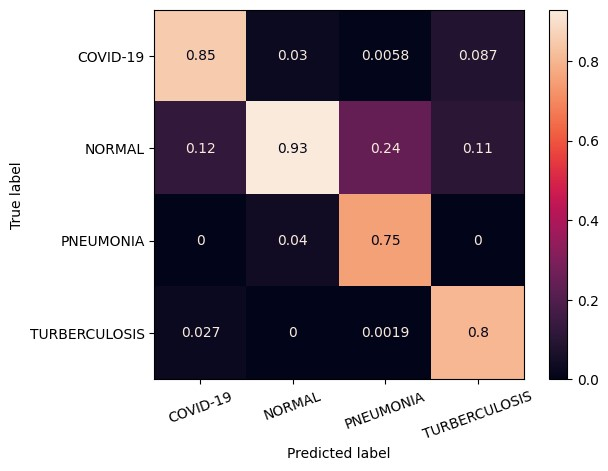 COVID-19 0.85 0.03 0.0058 0.087
NORMAL 0.12 0.93 0.24 0.11
PNEUMONIA 0 0.04 0.75 0
TURBERCULOSIS 0.027 0 0.0019 0.8
True label
COVID-19 NORMAL PNEUMONIA TURBERCULOSIS
Predicted label
0.8
0.6
0.4
0.2
0.0